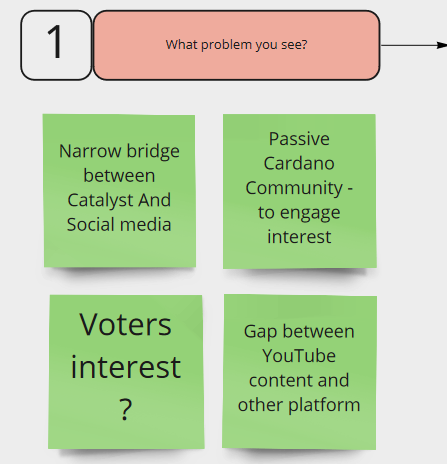 1
What problem you see?
Narrow bridge
between
Catalyst And
Social media
Passive
Cardano
Community -
to engage
interest
Voters
interest
?
Gap between
YouTube
content and
other platform